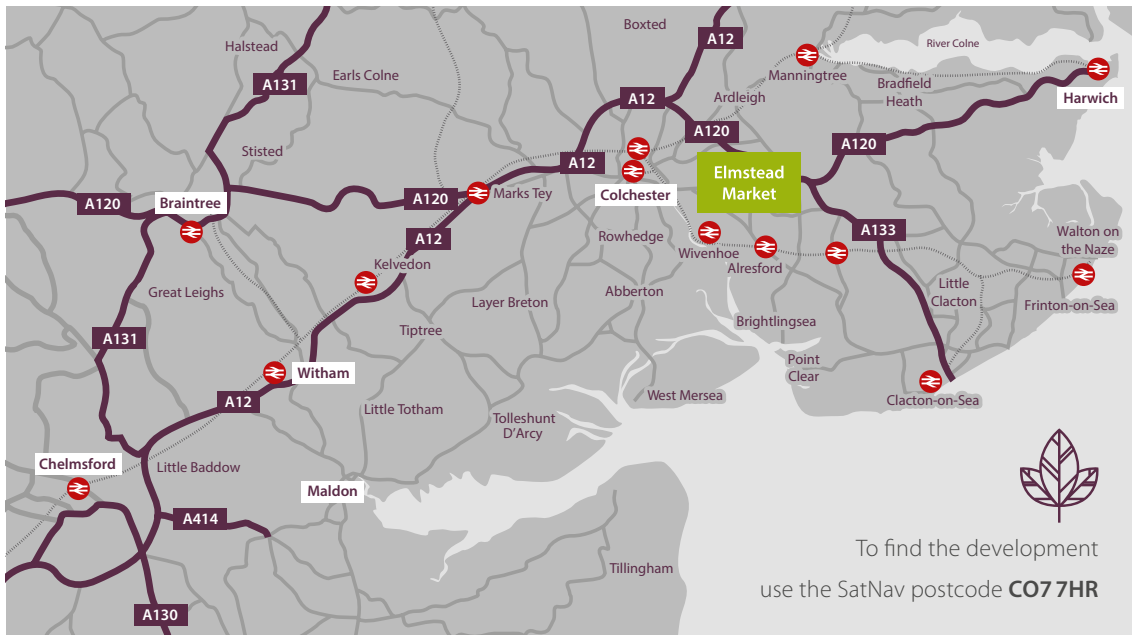 Boxted
A12
River Colne
Halstead
Earls Colne
Manningtree
A131
Bradfield
Heath
Harwich
A12
Ardleigh
A120
A120
Stisted
A12
Elmstead
Market
Marks Tey
Colchester
A120
A120
Braintree
A12
Rowhedge
Wivenhoe
A133
Walton on
the Naze
Kelvedon
Alresford
Great Leighs
Abberton
Little
Clacton
Layer Breton
Frinton-on-Sea
A131
Tiptree
Brightlingsea
Point
Clear
Witham
A12
Little Totham
West Mersea
Clacton-on-Sea
Tolleshunt
D'Arcy
Chelmsford
Little Baddow
Maldon
A414
Tillingham
A130
To find the development
use the SatNav postcode CO7 7HR